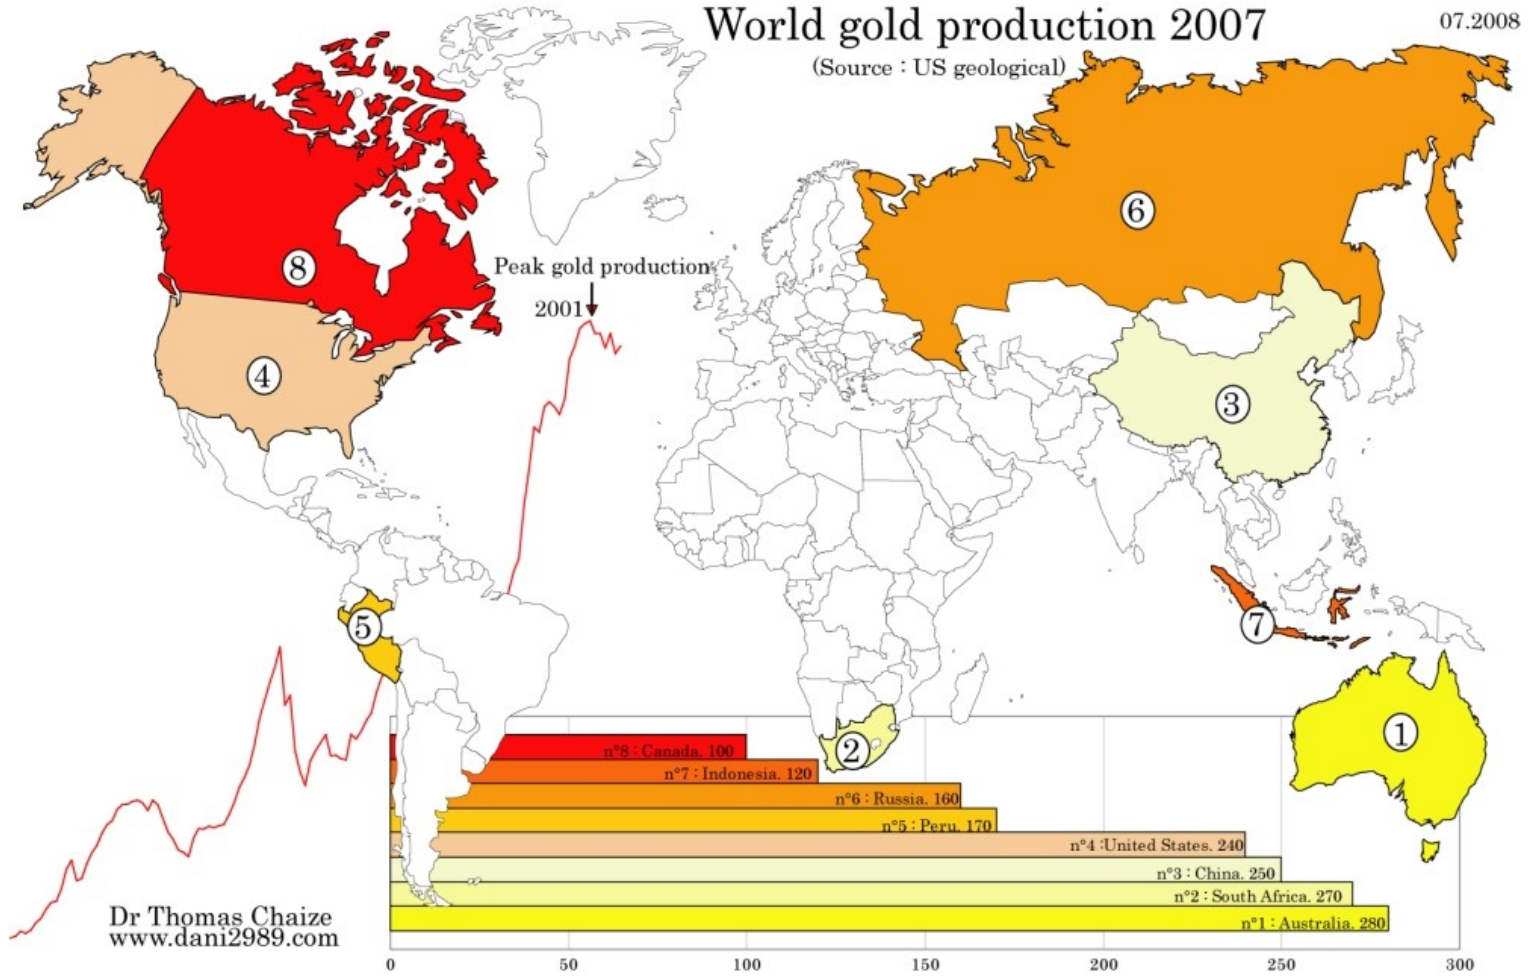 World gold production 2007
07.2008
(Source : US geological)
6
8
Peak gold production
2001
4
3
5
7
1
2
n°8 : Canada. 100
n°7 : Indonesia. 120
n°6 : Russia. 160
n°5 : Peru. 170
n°4 :United States. 240
n°3 : China. 250
n°2 : South Africa. 270
n°1 : Australia. 280
Dr Thomas Chaize
www.dani2989.com
0 50 100 150 200 250 300